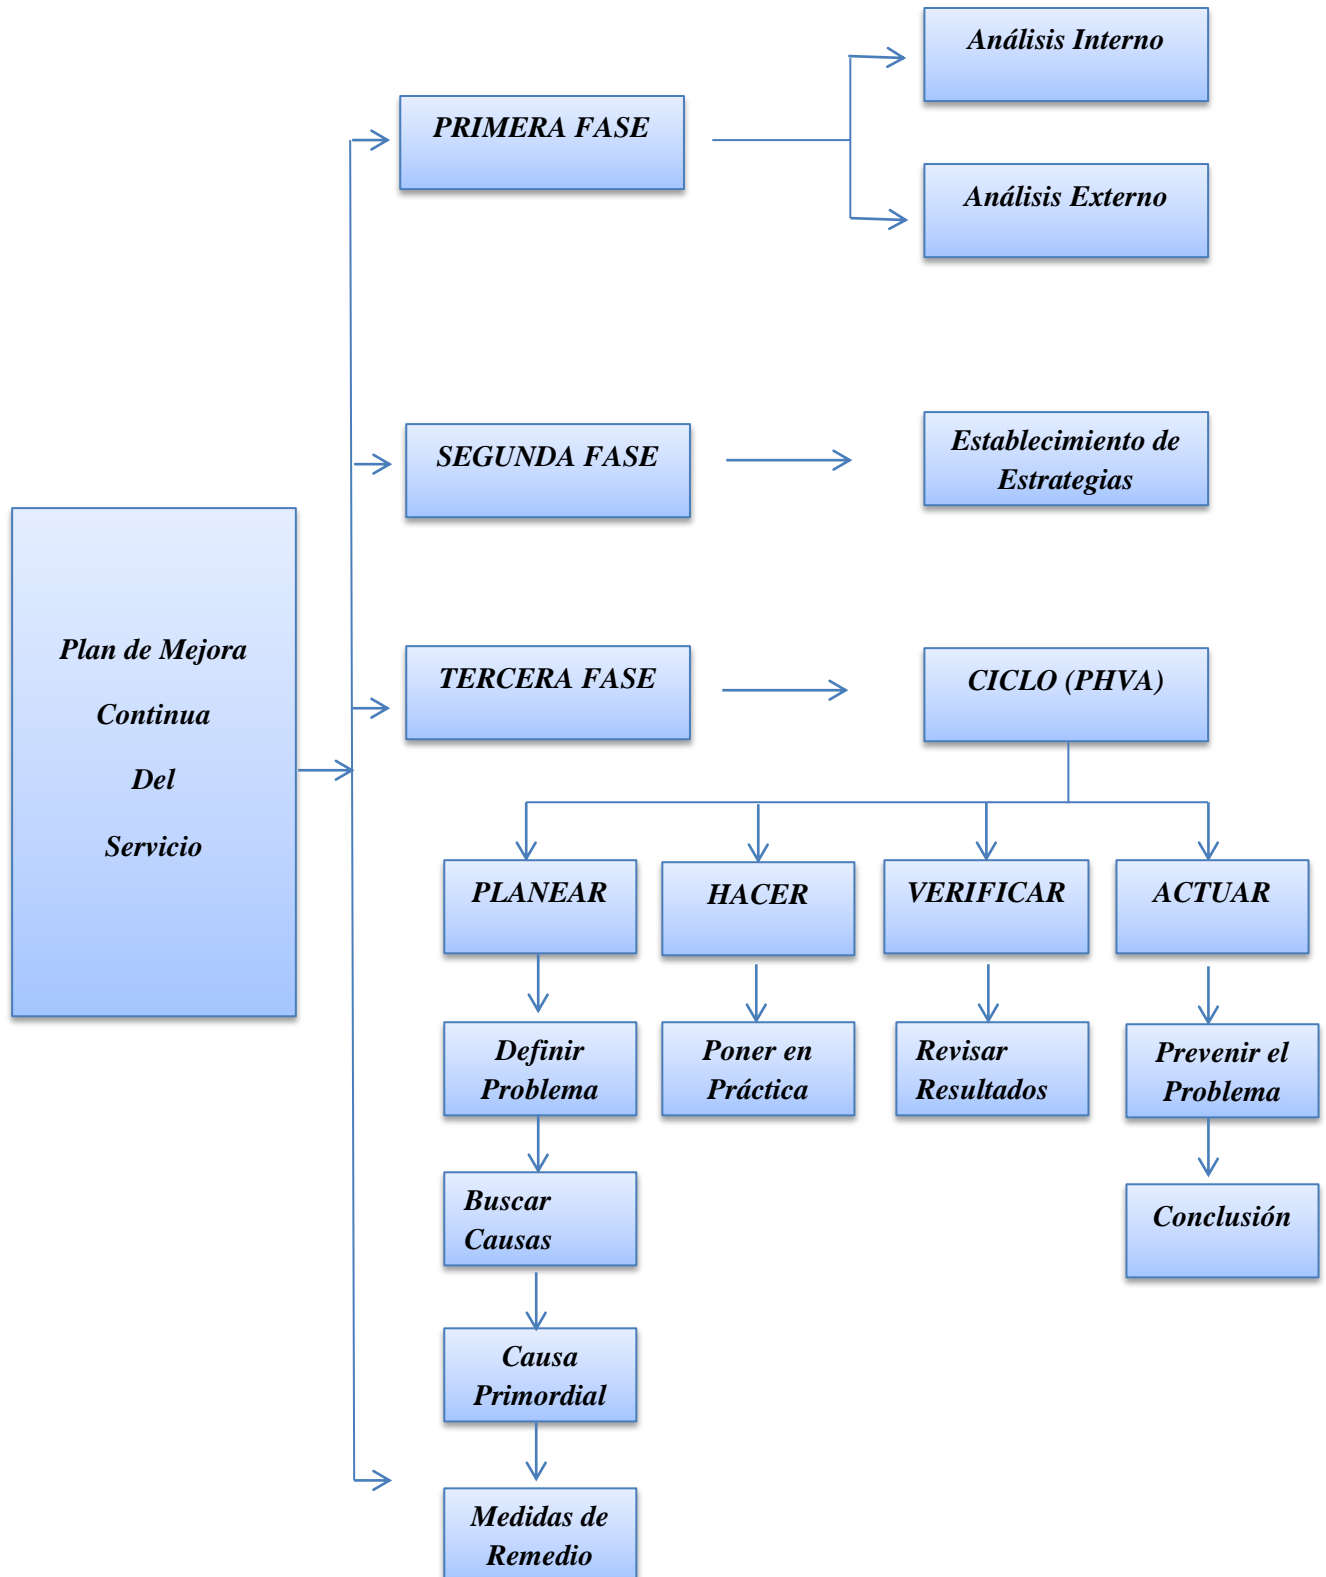 Análisis Interno
PRIMERA FASE
Análisis Externo
SEGUNDA FASE
Establecimiento de
Estrategias
Plan de Mejora
Continua
Del
Servicio
TERCERA FASE
CICLO (PHVA)
PLANEAR
HACER
VERIFICAR
ACTUAR
Definir
Problema
Poner en
Práctica
Revisar
Resultados
Prevenir el
Problema
Buscar
Causas
Conclusión
Causa
Primordial
Medidas de
Remedio